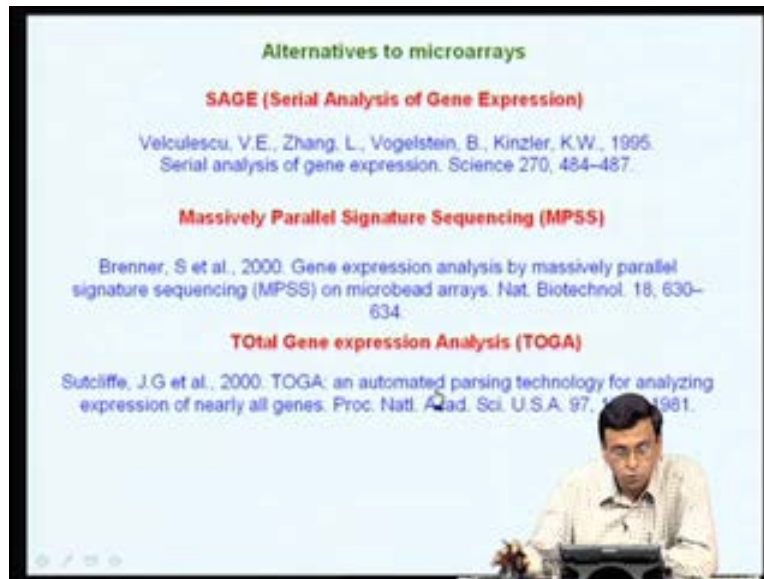 Alternatives to microarrays
SAGE (Serial Analysis of Gene Expression)
Velculescu, V.E., Zhang, L., Vogelstein, B., Kinzler, K.W., 1995.
Serial analysis of gene expression. Science 270, 484–487.
Massively Parallel Signature Sequencing (MPSS)
Brenner, S et al., 2000. Gene expression analysis by massively parallel
signature sequencing (MPSS) on microbead arrays. Nat. Biotechnol. 18, 630–
634.
TOtal Gene expression Analysis (TOGA)
Sutcliffe, J.G et al., 2000. TOGA: an automated parsing technology for analyzing
expression of nearly all genes. Proc. Natl. Acad. Sci. U.S.A. 97, 1981.